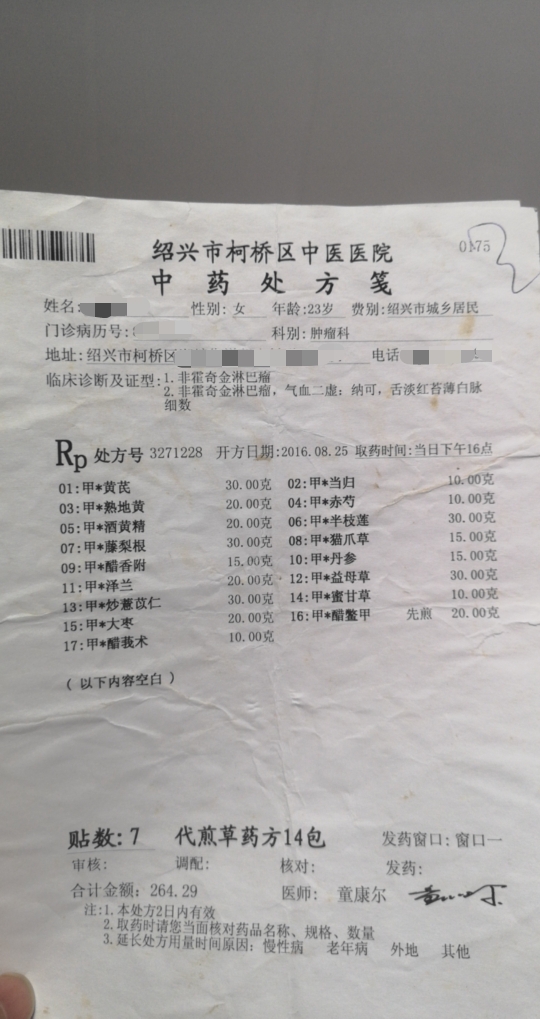 绍兴市柯桥区中医医院
0175
中药处方笺
姓名: 性别: 女 年龄:23岁 费别:绍兴市城乡居民
门诊病历号: 科别:肿瘤科
地址:绍兴市柯桥区 电话
临床诊断及证型:1.非霍奇金淋巴瘤
2.非霍奇金淋巴瘤,气血二虚;纳可,舌淡红苔薄白脉
细数
Rp 处方号 3271228 开方日期:2016.08.25 取药时间:当日下午16点
01:甲*黄芪 30.00克 02:甲*当归 10.00克
03:甲*熟地黄 20.00克 04:甲*赤芍 10.00克
05:甲*酒黄精 20.00克 06:甲*半枝莲 30.00克
07:甲*藤梨根 30.00克 08:甲*猫爪草 15.00克
09:甲*醋香附 15.00克 10:甲*丹参 15.00克
11:甲*泽兰 20.00克 12:甲*益母草 30.00克
13:甲*炒薏苡仁 30.00克 14:甲*蜜甘草 10.00克
15:甲*大枣 20.00克 16:甲*醋鳖甲 先煎 20.00克
17:甲*醋莪术 10.00克
(以下内容空白)
贴数:7 代煎草药方14包 发药窗口:窗口一
审核: 调配: 核对: 发药:
合计金额: 264.29 医师: 童康尔
注:1.本处方2日内有效
2.取药时请您当面核对药品名称、规格、数量
3.延长处方用量时间原因: 慢性病 老年病 外地 其他